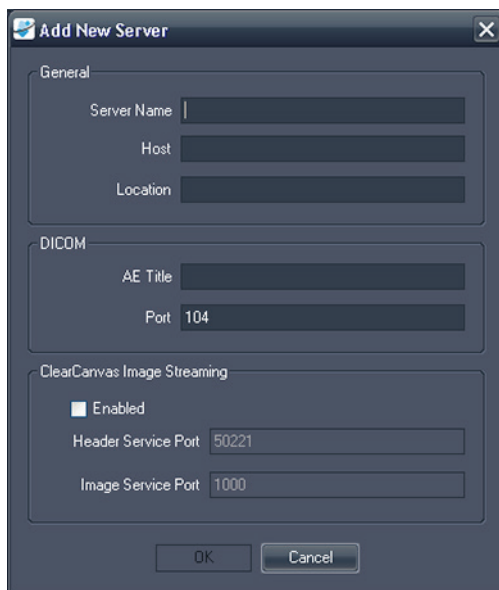 Add New Server
General
Server Name
Host
Location
DICOM
AE Title
Port 104
ClearCanvas Image Streaming
Enabled
Header Service Port 50221
Image Service Port 1000
OK Cancel